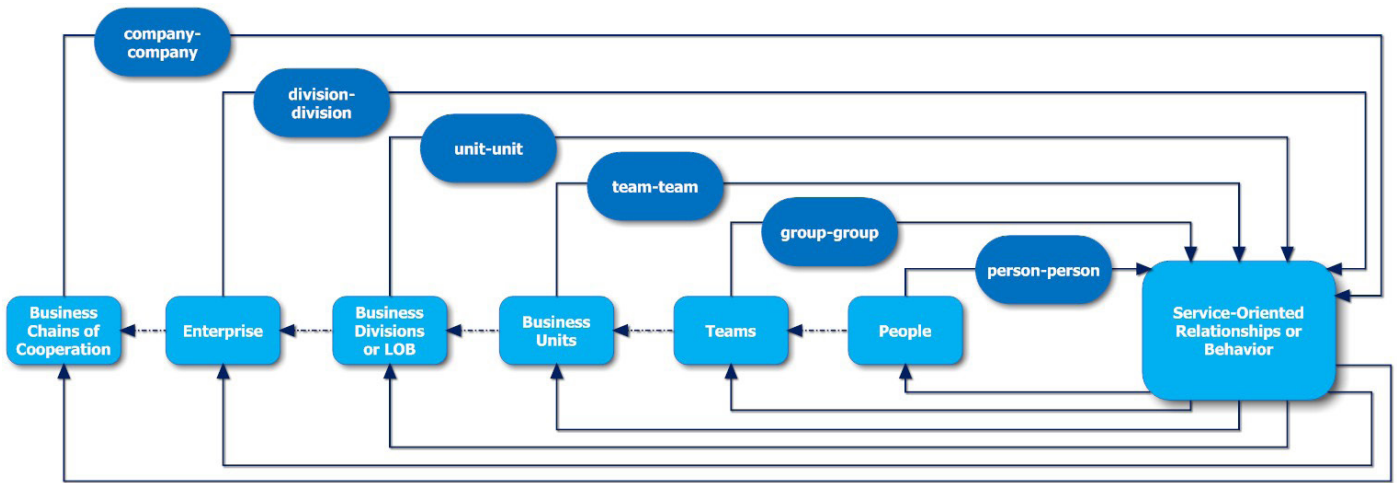 company-
company
division-
division
unit-unit
team-team
group-group
person-person
Business
Chains of
Cooperation
Enterprise
Business
Divisions
or LOB
Business
Units
Teams
People
Service-Oriented
Relationships or
Behavior